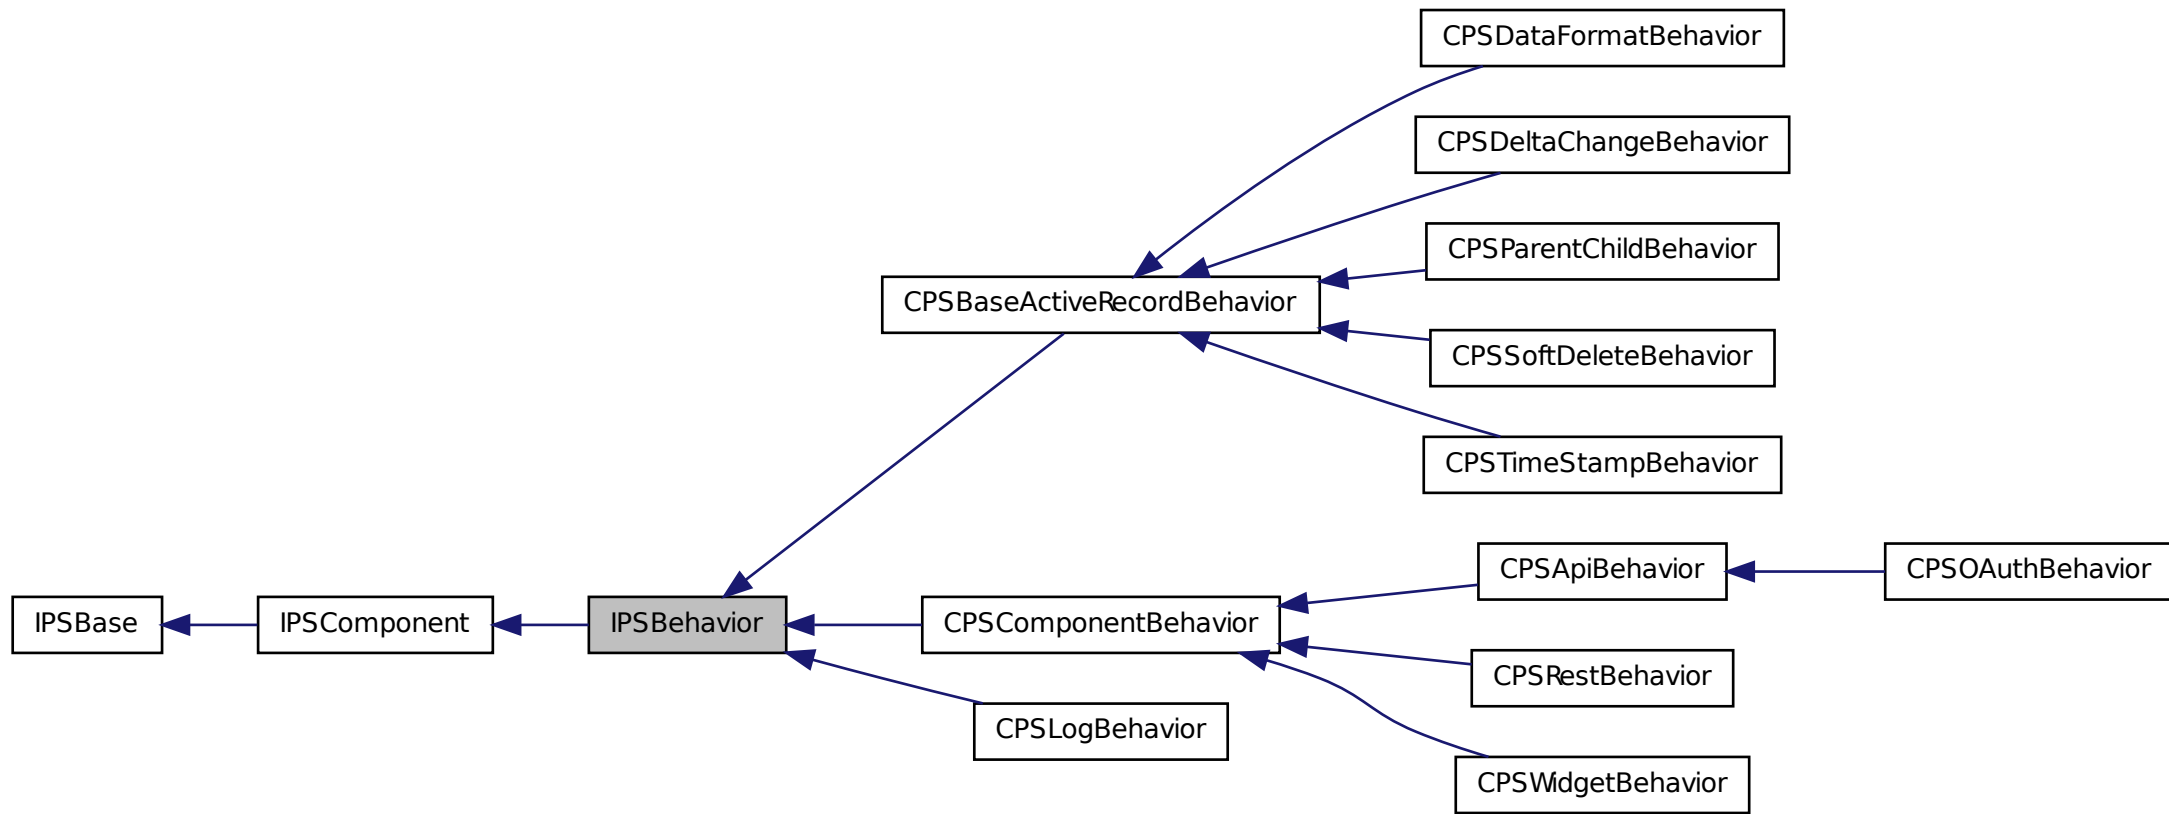 CPSDataFormatBehavior
CPSDeltaChangeBehavior
CPSParentChildBehavior
CPSBaseActiveRecordBehavior
CPSSoftDeleteBehavior
CPSTimeStampBehavior
CPSApiBehavior
CPSOAuthBehavior
IPSBase
IPSComponent
IPSBehavior
CPSComponentBehavior
CPSRestBehavior
CPSLogBehavior
CPSWidgetBehavior